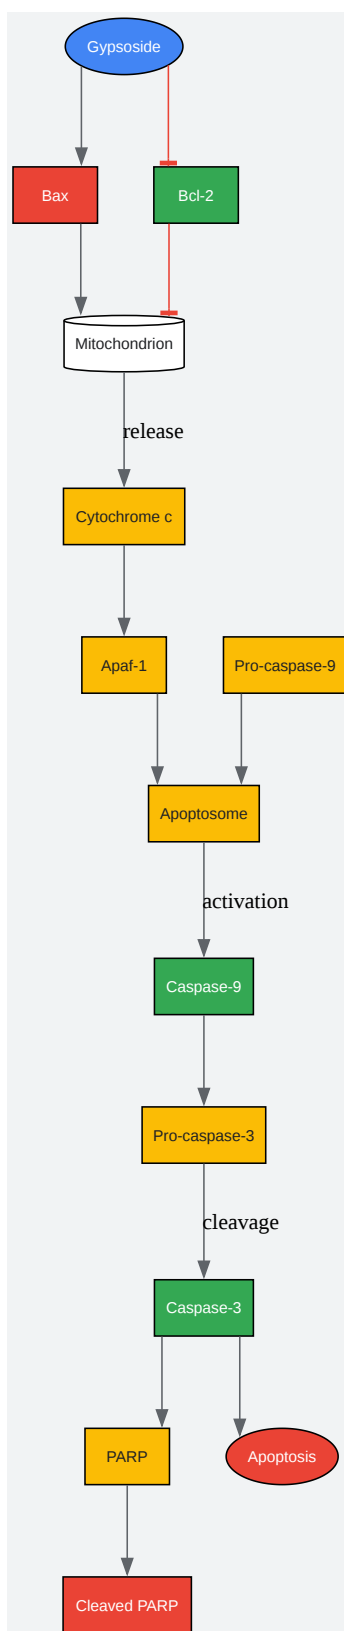 Gypsoside
Bax
Bcl-2
Mitochondrion
release
Cytochrome c
Apaf-1
Pro-caspase-9
Apoptosome
activation
Caspase-9
Pro-caspase-3
cleavage
Caspase-3
PARP
Apoptosis
Cleaved PARP